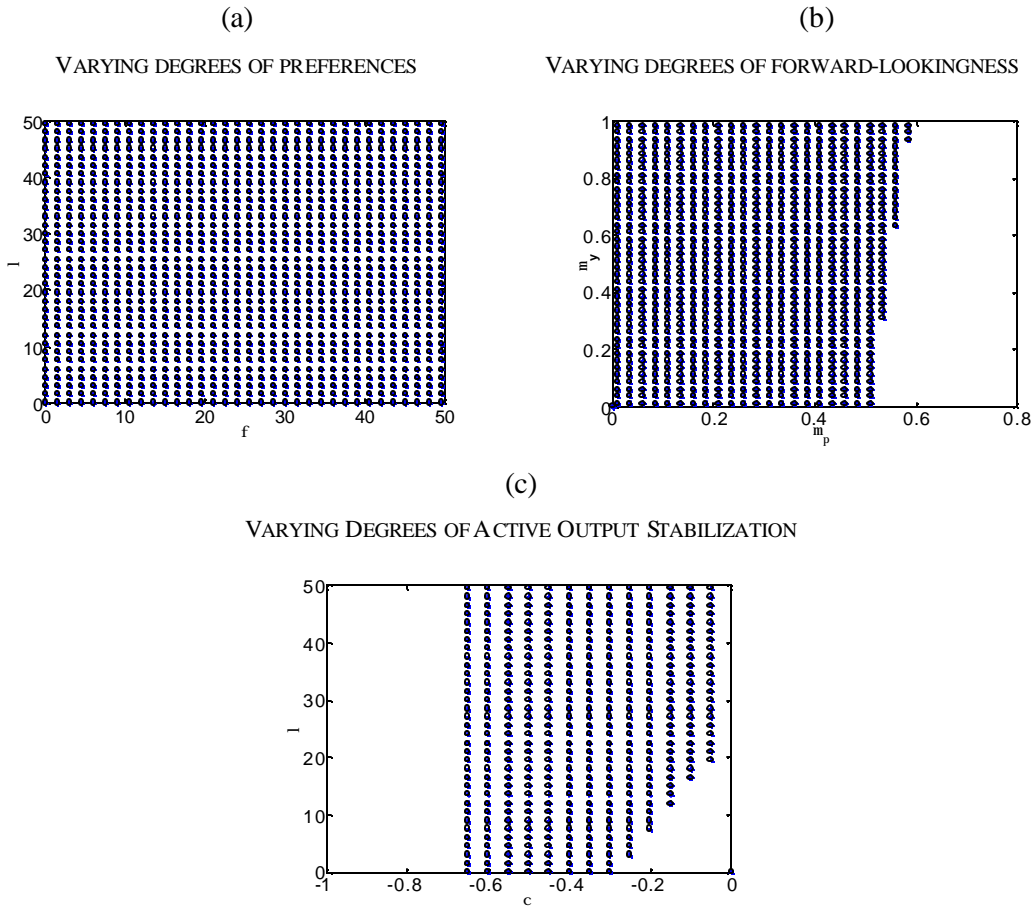 (a)
(b)
VARYING DEGREES OF PREFERENCES
VARYING DEGREES OF FORWARD-LOOKINGNESS
50
40
30
20
10
0
l
0 10 20 30 40 50
f
1
0.8
0.6
0.4
0.2
0
m_y
0 0.2 0.4 0.6 0.8
m_p
(c)
VARYING DEGREES OF ACTIVE OUTPUT STABILIZATION
50
40
30
20
10
0
l
-1 -0.8 -0.6 -0.4 -0.2 0
c